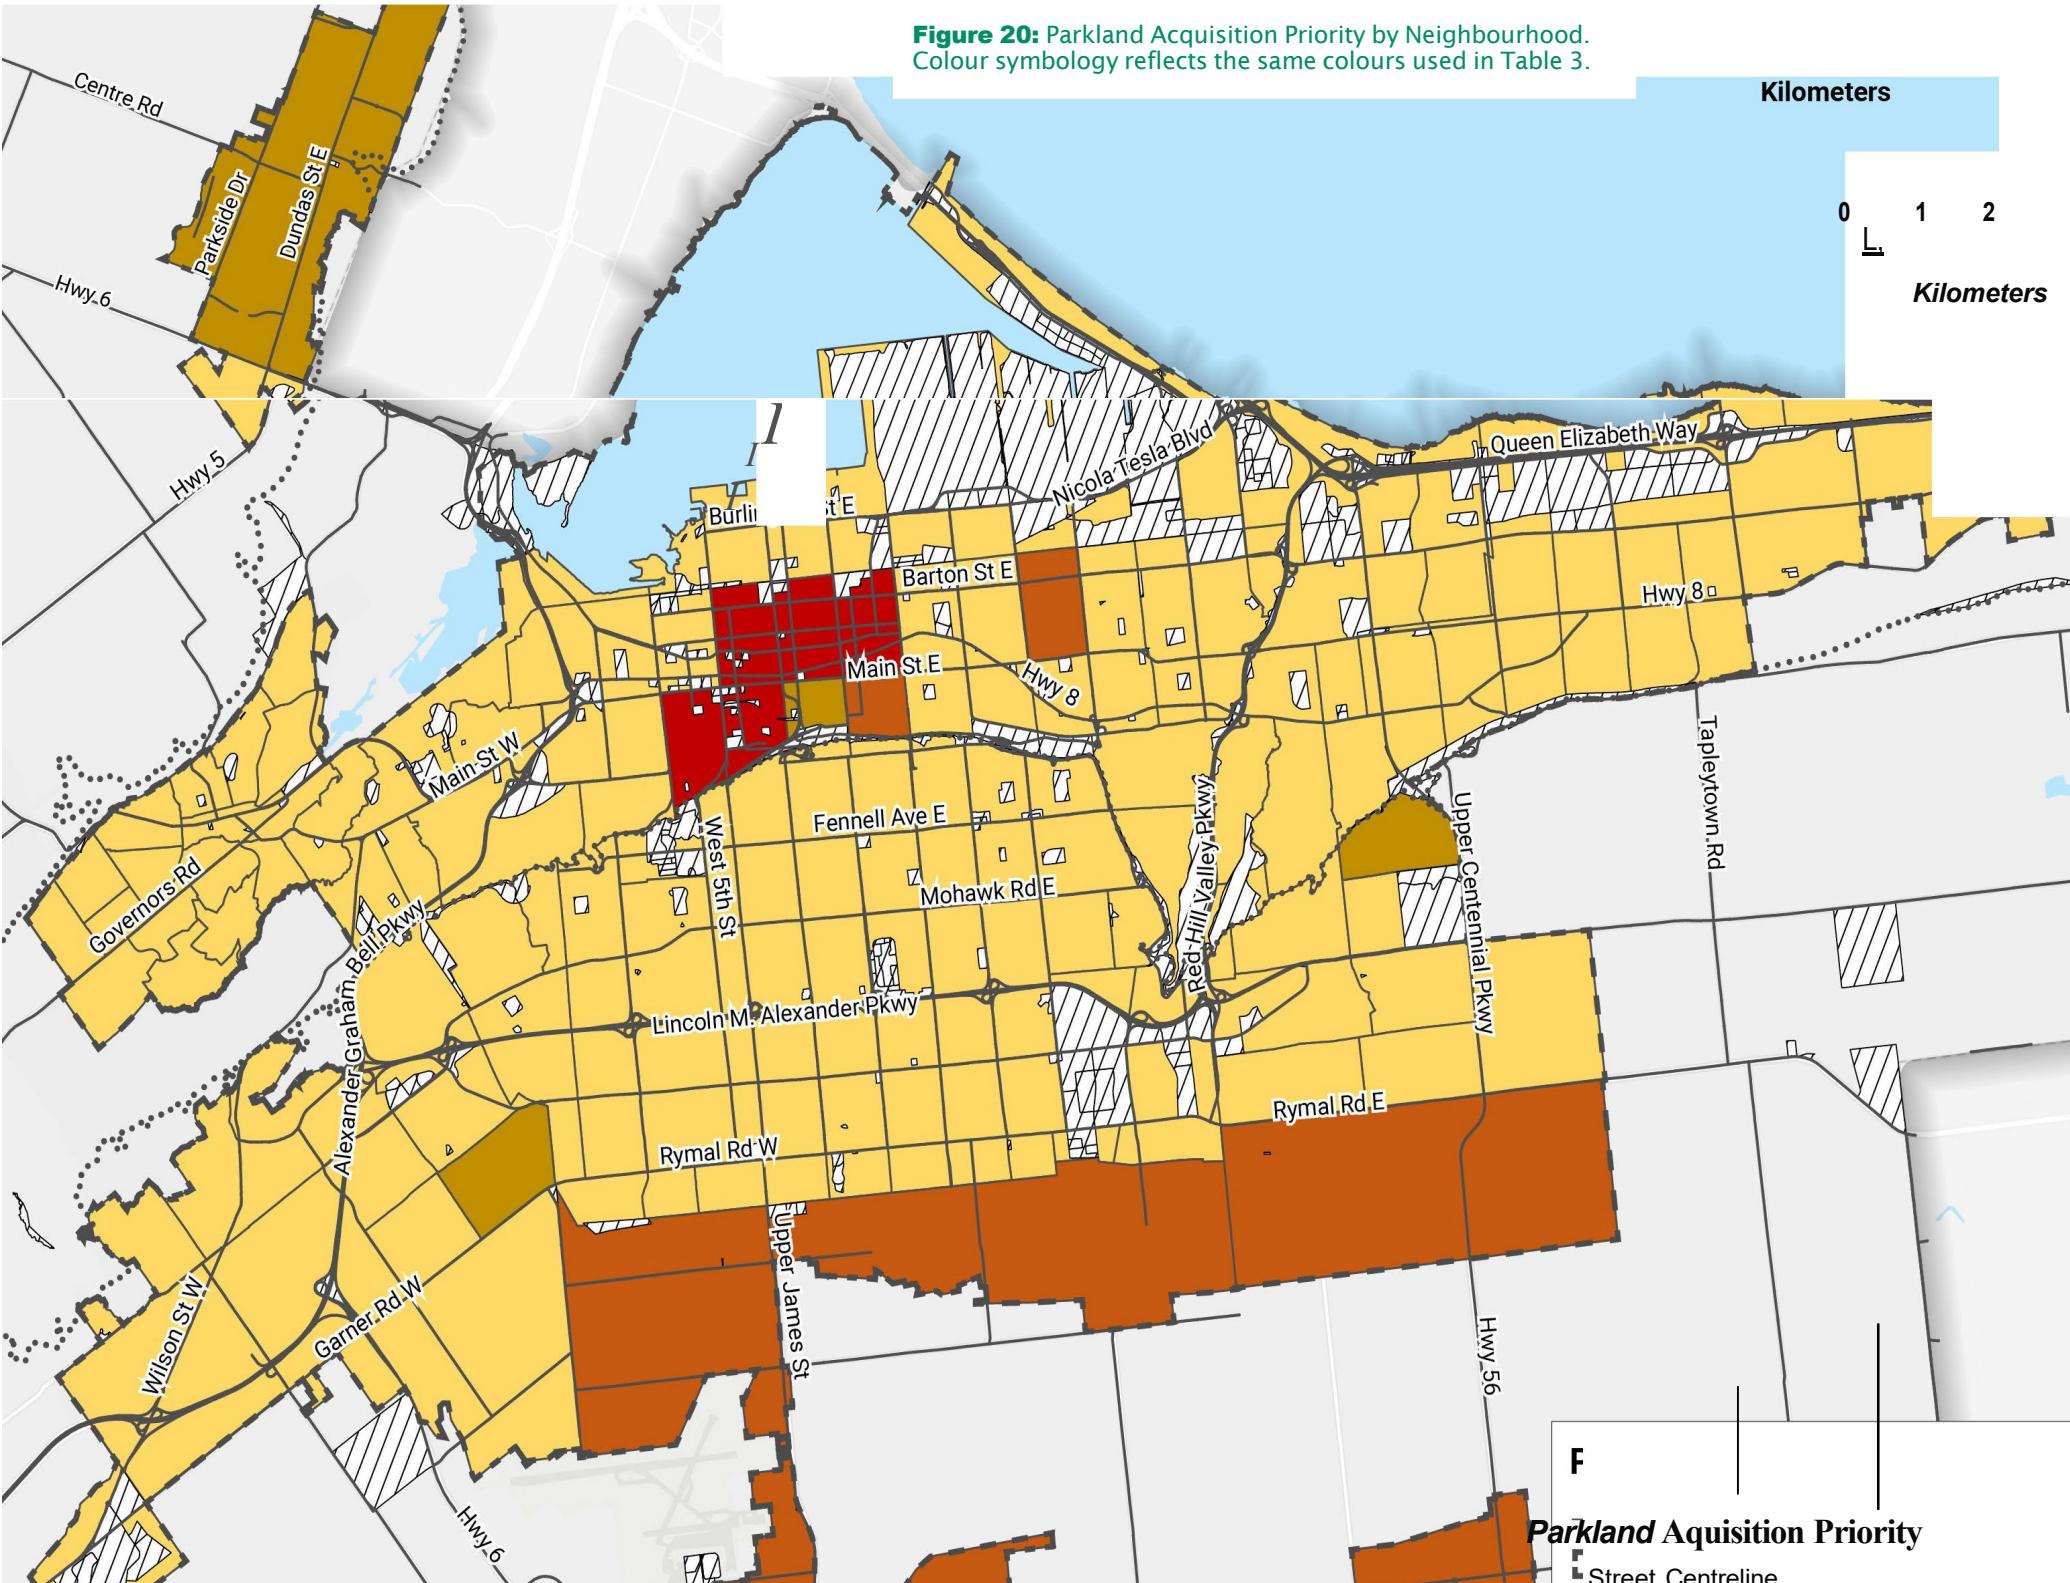 Figure 20: Parkland Acquisition Priority by Neighbourhood.
Colour symbology reflects the same colours used in Table 3.
Kilometers
0 1 2
L,
Kilometers
Centre Rd
Parkside Dr
Dundas St E
Hwy 6
Hwy 5
Nicola Tesla Blvd
Queen Elizabeth Way
Barton St E
Hwy 8
Main St E
Hwy 8
Main St W
Tapleytown Rd
Fennell Ave E
West 5th St
Mohawk Rd E
Red Hill Valley Pkwy
Upper Centennial Pkwy
Governors Rd
Alexander Graham Bell Pkwy
Lincoln M. Alexander Pkwy
Rymal Rd E
Rymal Rd W
Upper James St
Wilson St W
Garner Rd W
Hwy 56
Hwy 6
Parkland Aquisition Priority
Street Centreline